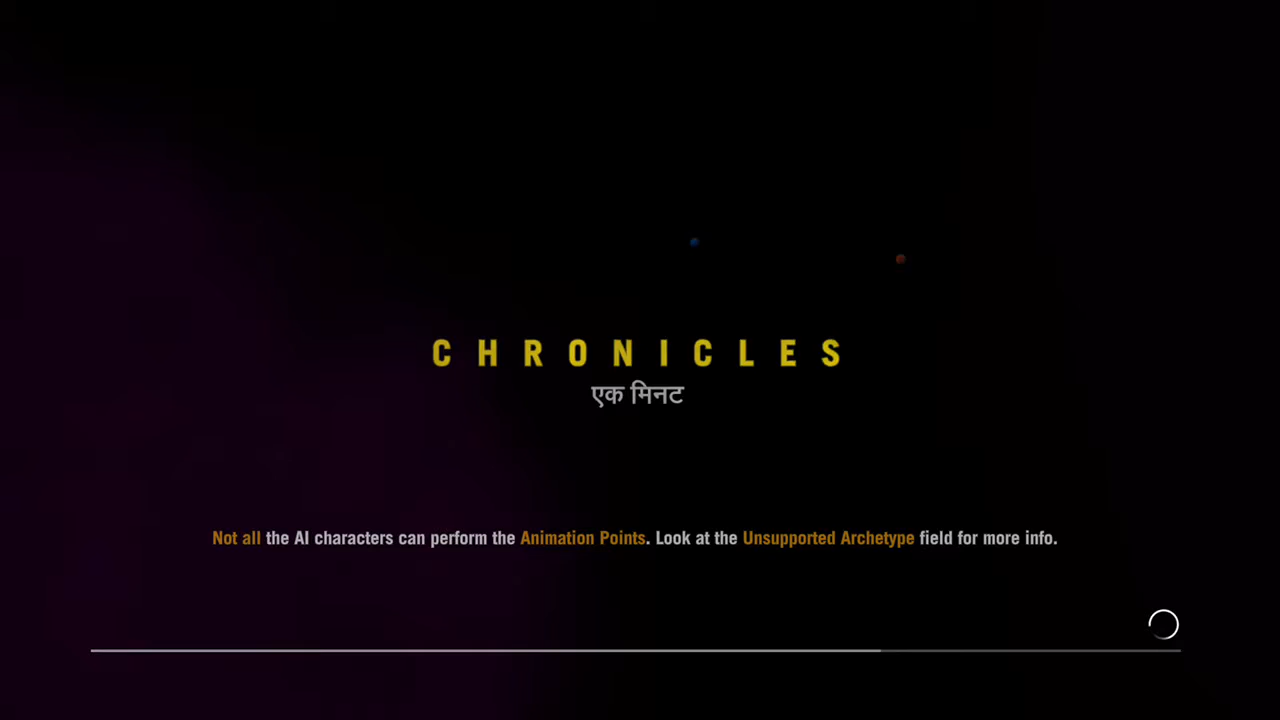 CHRONICLES
एक मिनट
Not all the AI characters can perform the Animation Points. Look at the Unsupported Archetype field for more info.